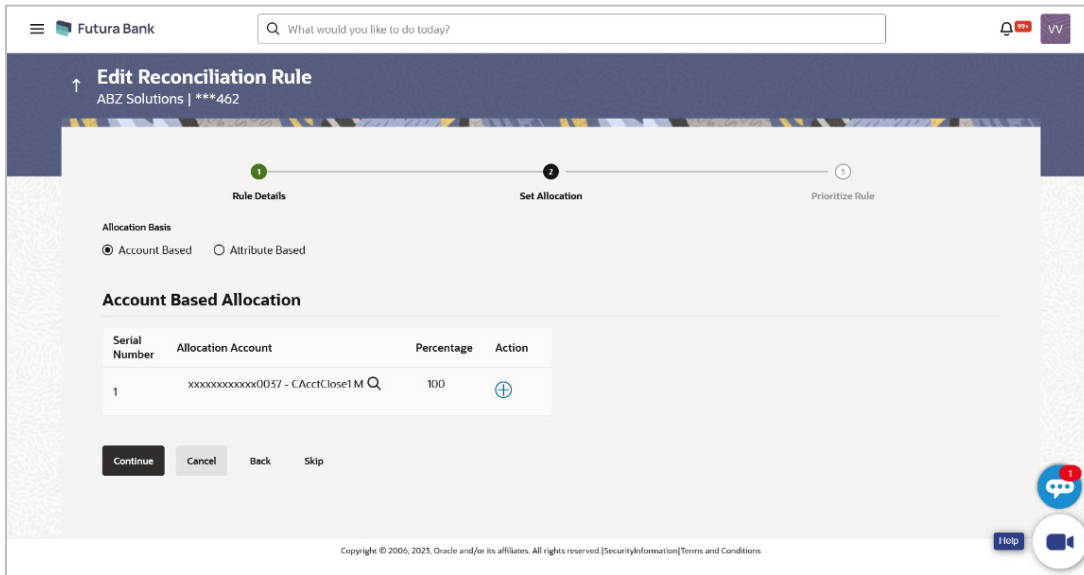 Futura Bank
What would you like to do today?
99+
VV
Edit Reconciliation Rule
ABZ Solutions | ***462
1
2
3
Rule Details
Set Allocation
Prioritize Rule
Allocation Basis
Account Based
Attribute Based
Account Based Allocation
Serial Number
Allocation Account
Percentage
Action
1
xxxxxxxxxxxx0037 - CAcctClose1 M
100
Continue
Cancel
Back
Skip
1
Help
Copyright © 2006, 2023, Oracle and/or its affiliates. All rights reserved.|SecurityInformation|Terms and Conditions